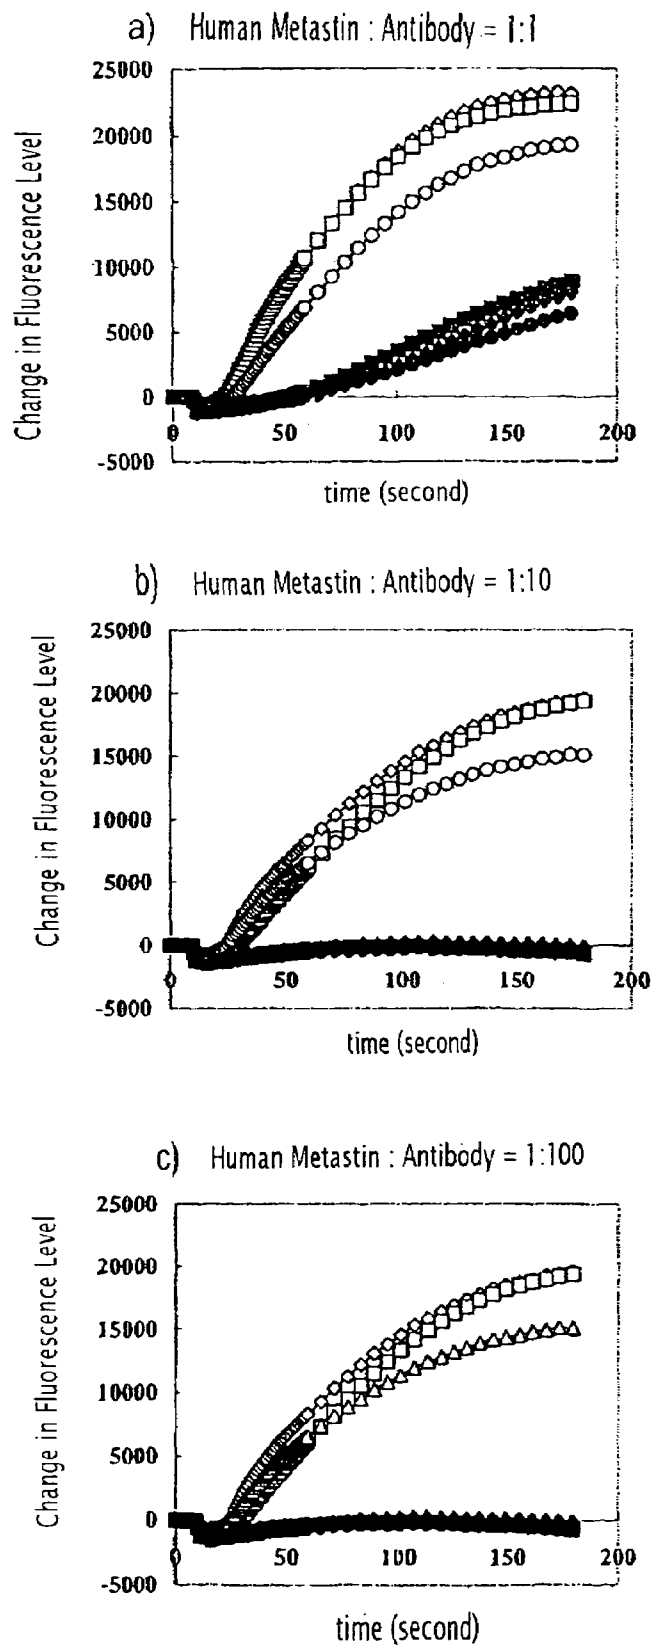 a) Human Metastin : Antibody = 1:1
25000
20000
15000
10000
5000
0
-5000
0 50 100 150 200
Change in Fluorescence Level
time (second)
b) Human Metastin : Antibody = 1:10
25000
20000
15000
10000
5000
0
-5000
0 50 100 150 200
Change in Fluorescence Level
time (second)
c) Human Metastin : Antibody = 1:100
25000
20000
15000
10000
5000
0
-5000
0 50 100 150 200
Change in Fluorescence Level
time (second)